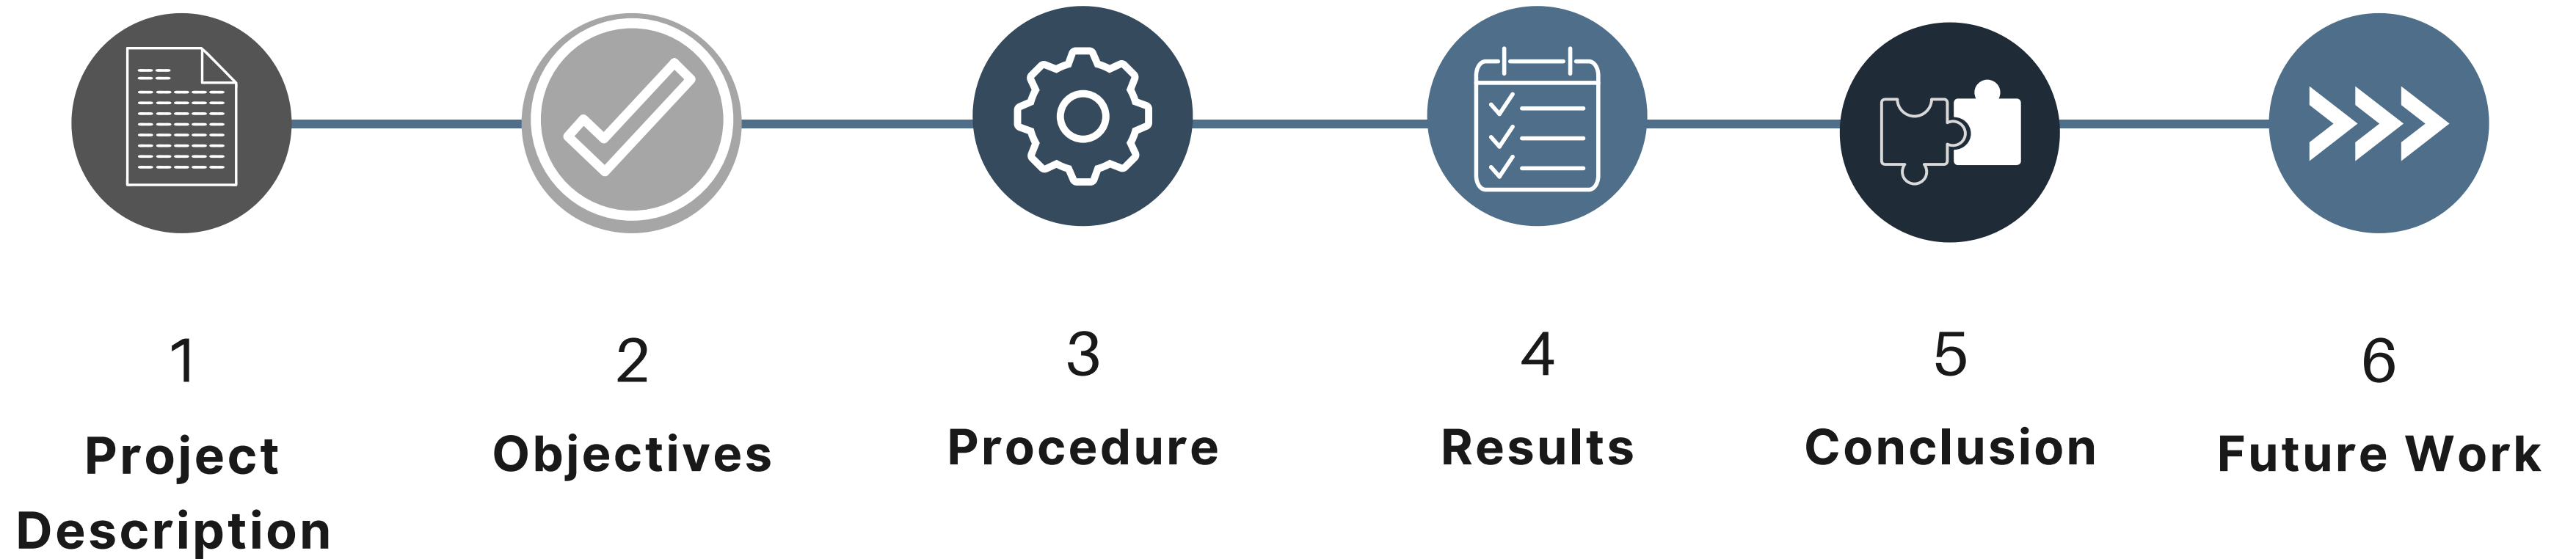 1
Project
Description
2
Objectives
3
Procedure
4
Results
5
Conclusion
6
Future Work